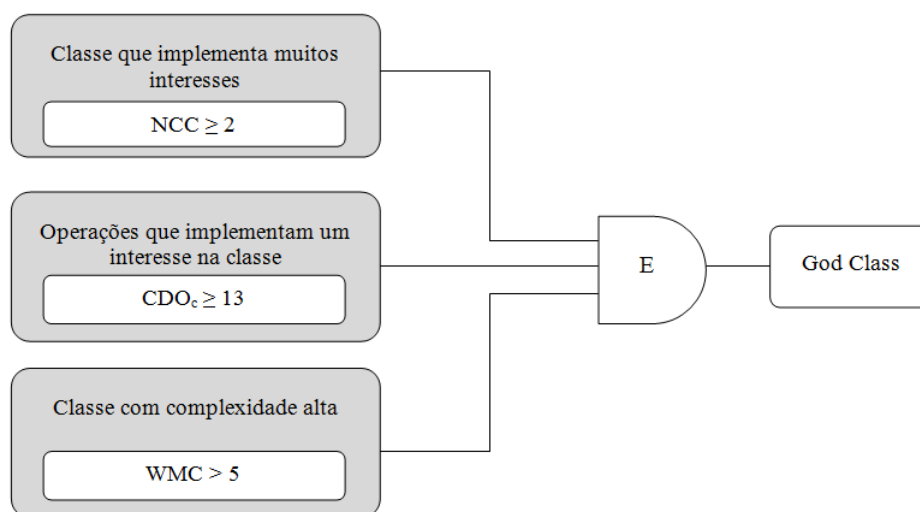 Classe que implementa muitos
interesses
NCC ≥ 2
Operações que implementam um
interesse na classe
CDOc ≥ 13
Classe com complexidade alta
WMC > 5
E
God Class